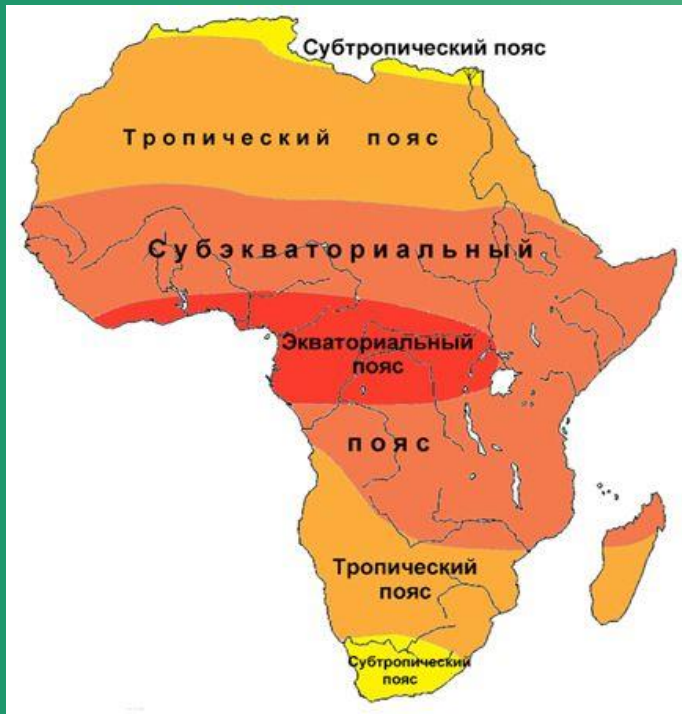 Субтропический пояс
Тропический пояс
Субэкваториальный
Экваториальный
пояс
пояс
Тропический
пояс
Субтропический
пояс